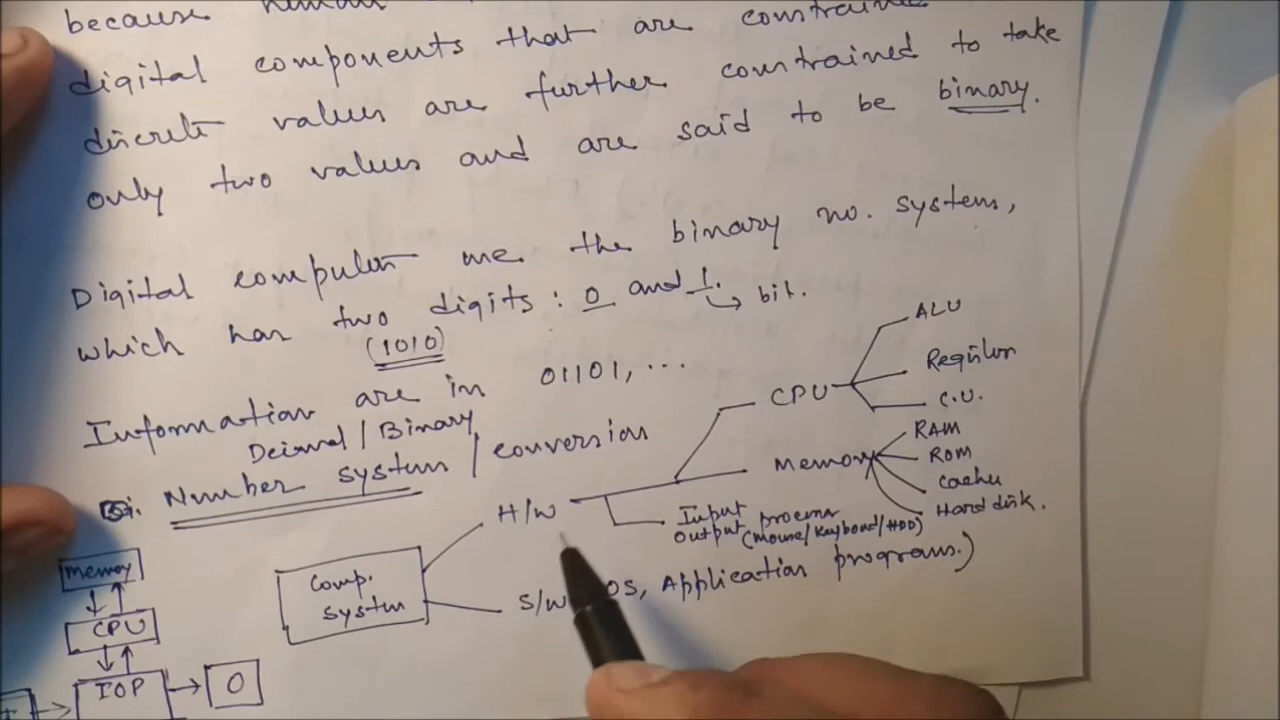 because human
digital components that are constrained
discrete values are further constrained to take
only two values and are said to be binary.
Digital computer use the binary no. system,
which has two digits : 0 and 1. → bit.
(1010)
Information are in 01101, ...
Decimal / Binary
Number system / conversion
Comp. system
H/W
CPU
ALU
Register
C.U.
Memory
RAM
ROM
Cache
Hard disk.
Input
Output
(Mouse/Keyboard/HDD)
S/W OS, Application programs.)
Memory
CPU
IOP → O